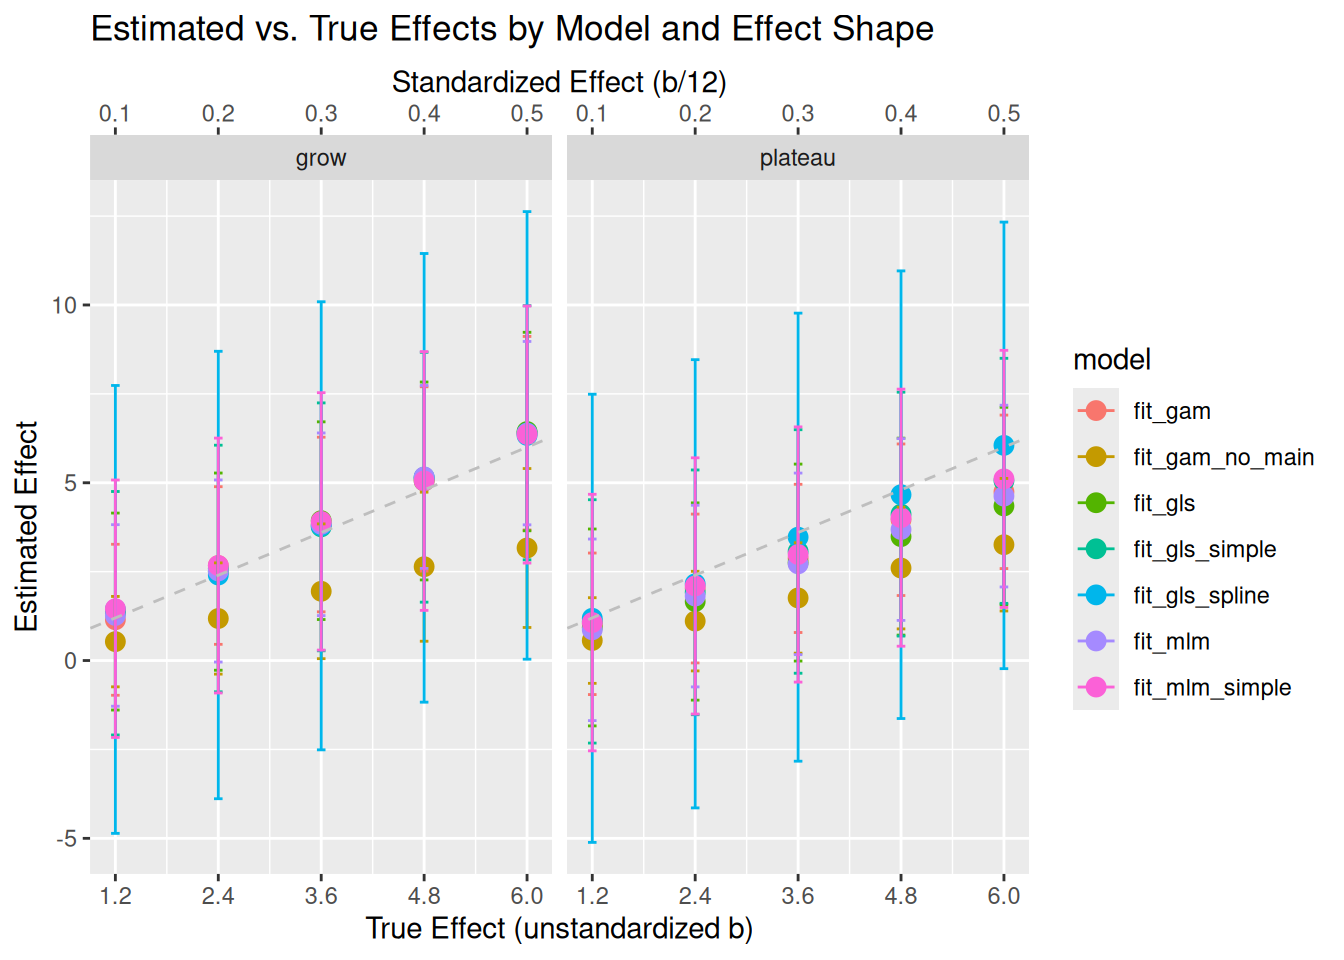 Estimated vs. True Effects by Model and Effect Shape
Standardized Effect (b/12)
0.1 0.2 0.3 0.4 0.5 0.1 0.2 0.3 0.4 0.5
grow plateau
10
5
0
-5
Estimated Effect
1.2 2.4 3.6 4.8 6.0 1.2 2.4 3.6 4.8 6.0
True Effect (unstandardized b)
model
fit_gam
fit_gam_no_main
fit_gls
fit_gls_simple
fit_gls_spline
fit_mlm
fit_mlm_simple